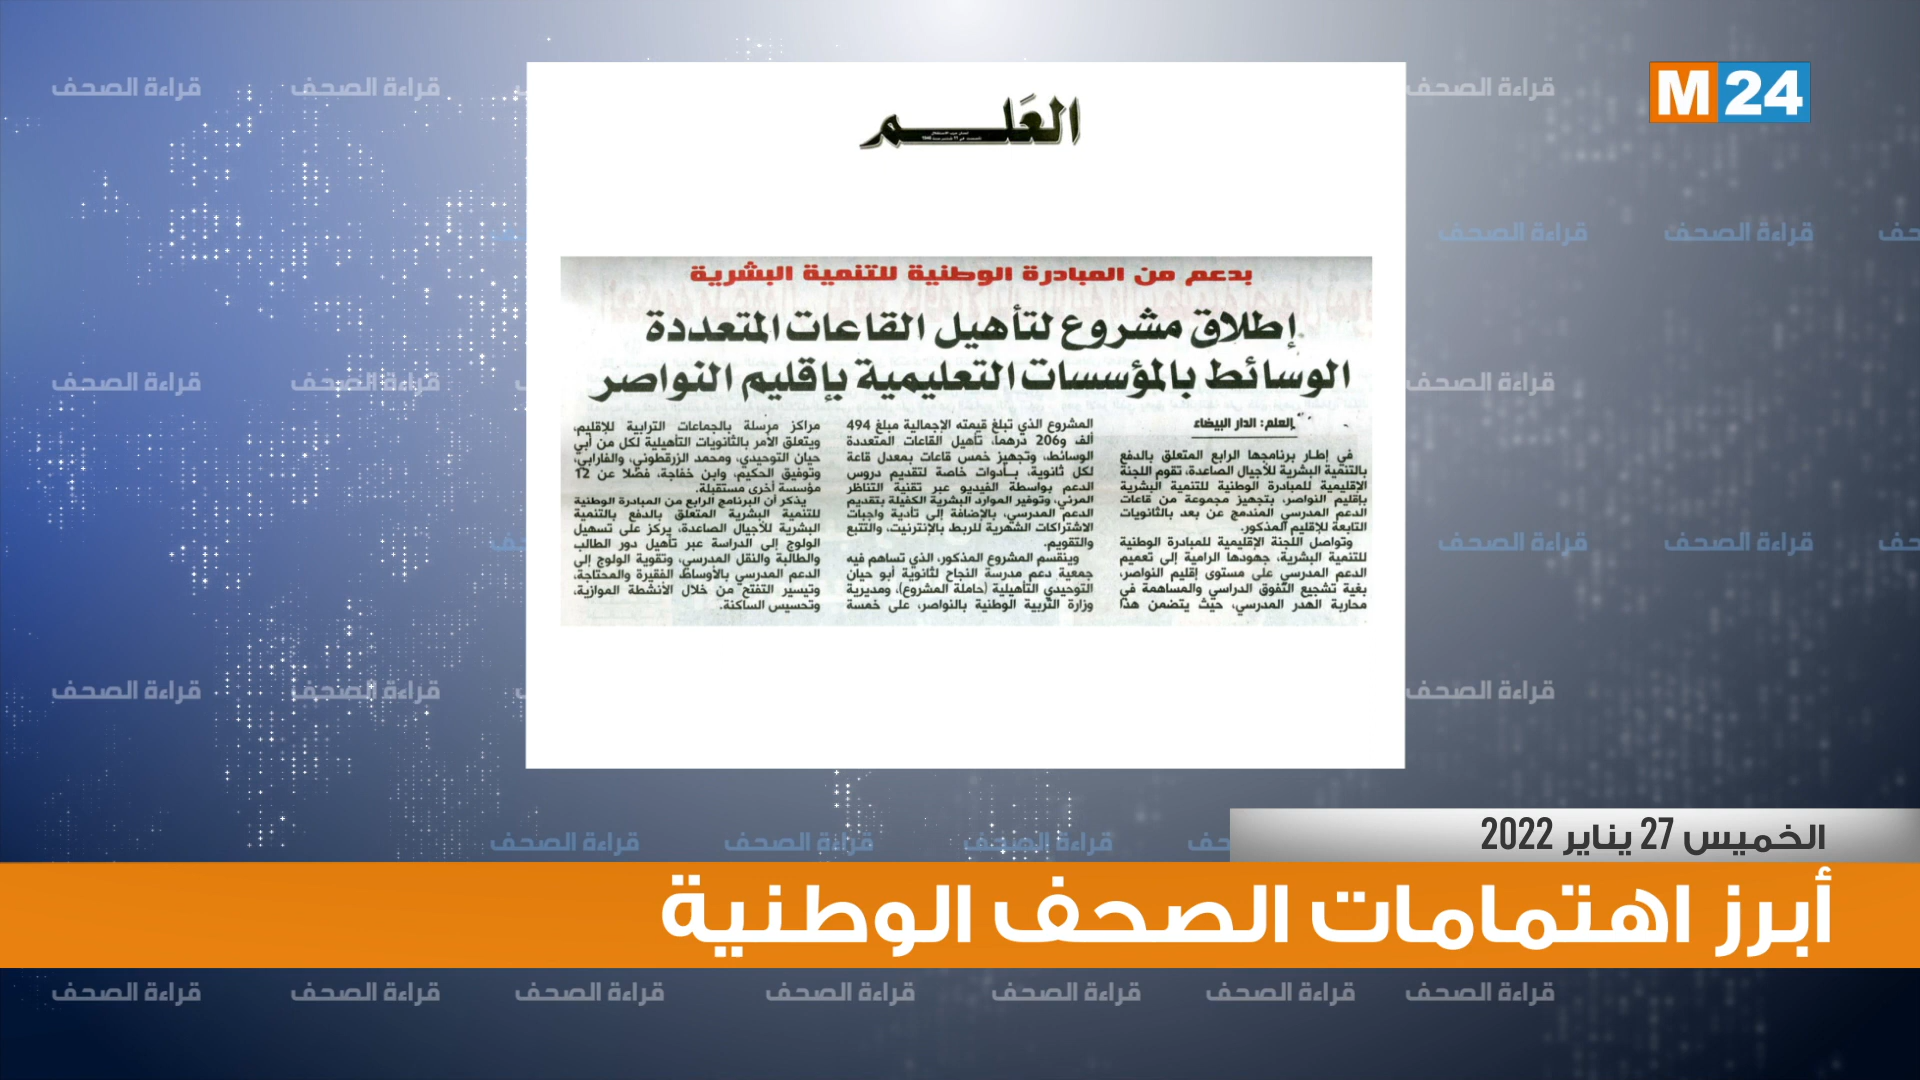 M24
العَلم
بدعم من المبادرة الوطنية للتنمية البشرية
إطلاق مشروع لتأهيل القاعات المتعددة
الوسائط بالمؤسسات التعليمية بإقليم النواصر
العلم: الدار البيضاء
في إطار برنامجها الرابع المتعلق بالدفع
بالتنمية البشرية للأجيال الصاعدة، تقوم اللجنة
الإقليمية للمبادرة الوطنية للتنمية البشرية
بإقليم النواصر، بتجهيز مجموعة من قاعات
الدعم المدرسي المندمج عن بعد بالثانويات
التابعة للإقليم المذكور.
وتواصل اللجنة الإقليمية للمبادرة الوطنية
للتنمية البشرية، جهودها الرامية إلى تعميم
الدعم المدرسي على مستوى إقليم النواصر،
بغية تشجيع التفوق الدراسي والمساهمة في
محاربة الهدر المدرسي، حيث يتضمن هذا
المشروع الذي تبلغ قيمته الإجمالية مبلغ 494
ألف و206 درهما، تأهيل القاعات المتعددة
الوسائط، وتجهيز خمس قاعات بمعدل قاعة
لكل ثانوية، بأدوات خاصة لتقديم دروس
الدعم بواسطة الفيديو عبر تقنية التناظر
المرئي، وتوفير الموارد البشرية الكفيلة بتقديم
الدعم المدرسي، بالإضافة إلى تأدية واجبات
الاشتراكات الشهرية للربط بالإنترنيت، والتتبع
والتقويم.
وينقسم المشروع المذكور، الذي تساهم فيه
جمعية دعم مدرسة النجاح لثانوية أبو حيان
التوحيدي التأهيلية (حاملة المشروع)، ومديرية
وزارة التربية الوطنية بالنواصر، على خمسة
مراكز مرسلة بالجماعات الترابية للإقليم،
ويتعلق الأمر بالثانويات التأهيلية لكل من أبي
حيان التوحيدي، ومحمد الزرقطوني، والفارابي،
وتوفيق الحكيم، وابن خفاجة، فضلا عن 12
مؤسسة أخرى مستقبلة.
يذكر أن البرنامج الرابع من المبادرة الوطنية
للتنمية البشرية المتعلق بالدفع بالتنمية
البشرية للأجيال الصاعدة، يركز على تسهيل
الولوج إلى الدراسة عبر تأهيل دور الطالب
والطالبة والنقل المدرسي، وتقوية الولوج إلى
الدعم المدرسي بالأوساط الفقيرة والمحتاجة،
وتيسير التفتح من خلال الأنشطة الموازية،
وتحسيس الساكنة.
الخميس 27 يناير 2022
أبرز اهتمامات الصحف الوطنية
قراءة الصحف